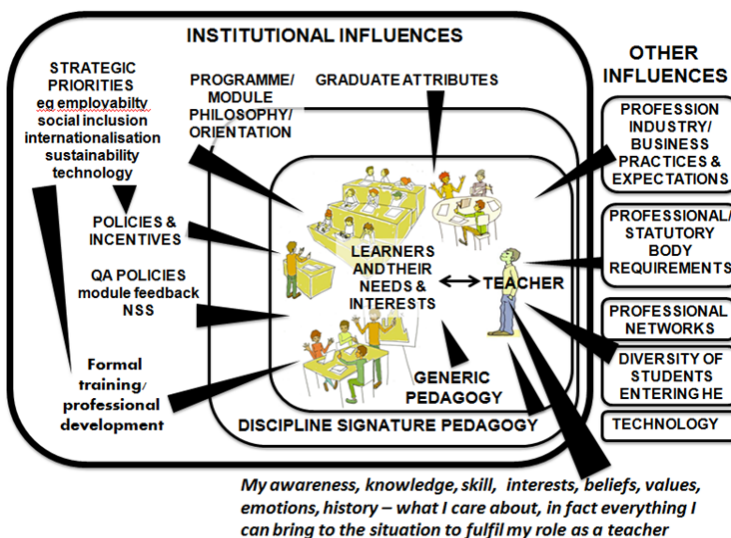 INSTITUTIONAL INFLUENCES
STRATEGIC
PRIORITIES
eg employabilty
social inclusion
internationalisation
sustainability
technology
PROGRAMME/
MODULE
PHILOSOPHY/
ORIENTATION
GRADUATE ATTRIBUTES
POLICIES &
INCENTIVES
QA POLICIES
module feedback
NSS
Formal
training/
professional
development
LEARNERS
AND THEIR
NEEDS &
INTERESTS
TEACHER
GENERIC
PEDAGOGY
DISCIPLINE SIGNATURE PEDAGOGY
OTHER
INFLUENCES
PROFESSION
INDUSTRY/
BUSINESS
PRACTICES &
EXPECTATIONS
PROFESSIONAL/
STATUTORY
BODY
REQUIREMENTS
PROFESSIONAL
NETWORKS
DIVERSITY OF
STUDENTS
ENTERING HE
TECHNOLOGY
My awareness, knowledge, skill, interests, beliefs, values,
emotions, history – what I care about, in fact everything I
can bring to the situation to fulfil my role as a teacher